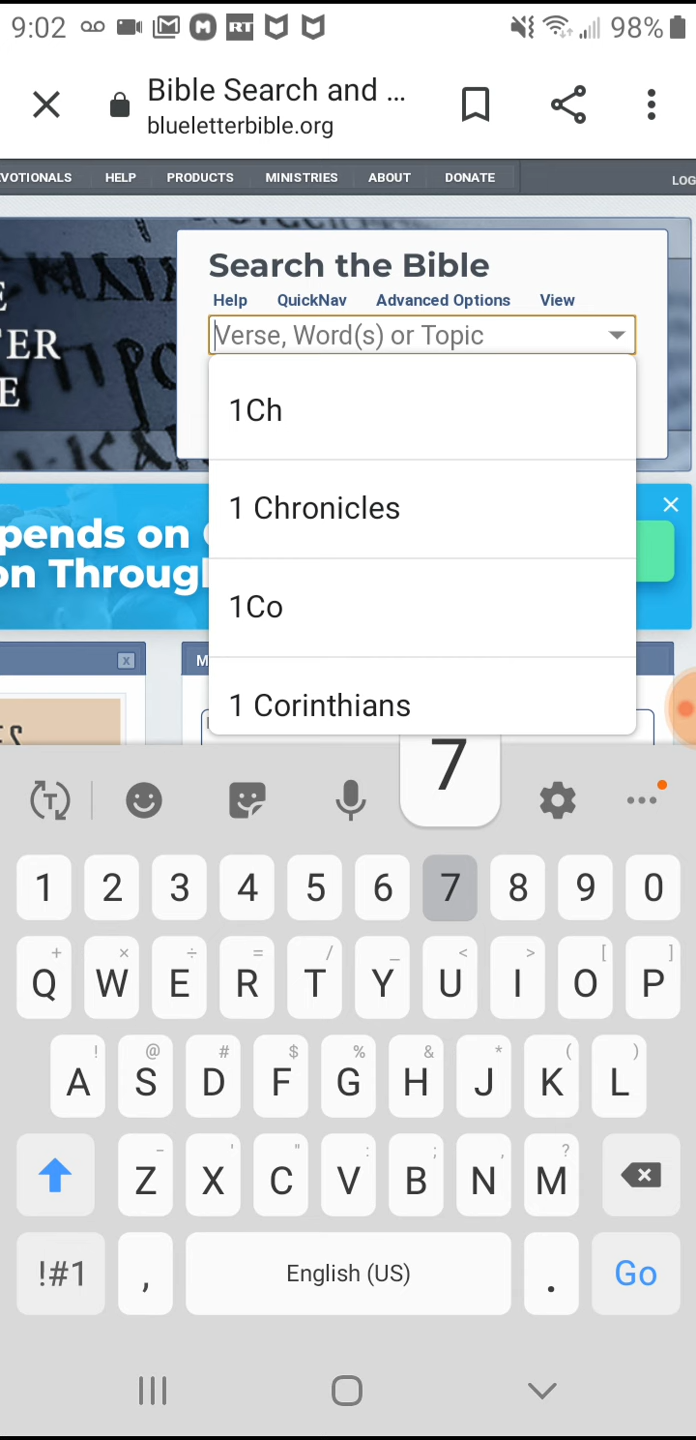 9:02 98%
Bible Search and ...
blueletterbible.org
VOTIONALS HELP PRODUCTS MINISTRIES ABOUT DONATE LOG
Search the Bible
Help QuickNav Advanced Options View
Verse, Word(s) or Topic
E
ER
E
1Ch
1 Chronicles
1Co
1 Corinthians
pends on
on Throug
x
M
ES
7
T
1 2 3 4 5 6 7 8 9 0
+ × ÷ = / _ < > [ ]
Q W E R T Y U I O P
! @ # $ % & * ( )
A S D F G H J K L
- ' " : ; , ?
Z X C V B N M
!#1 , English (US) . Go